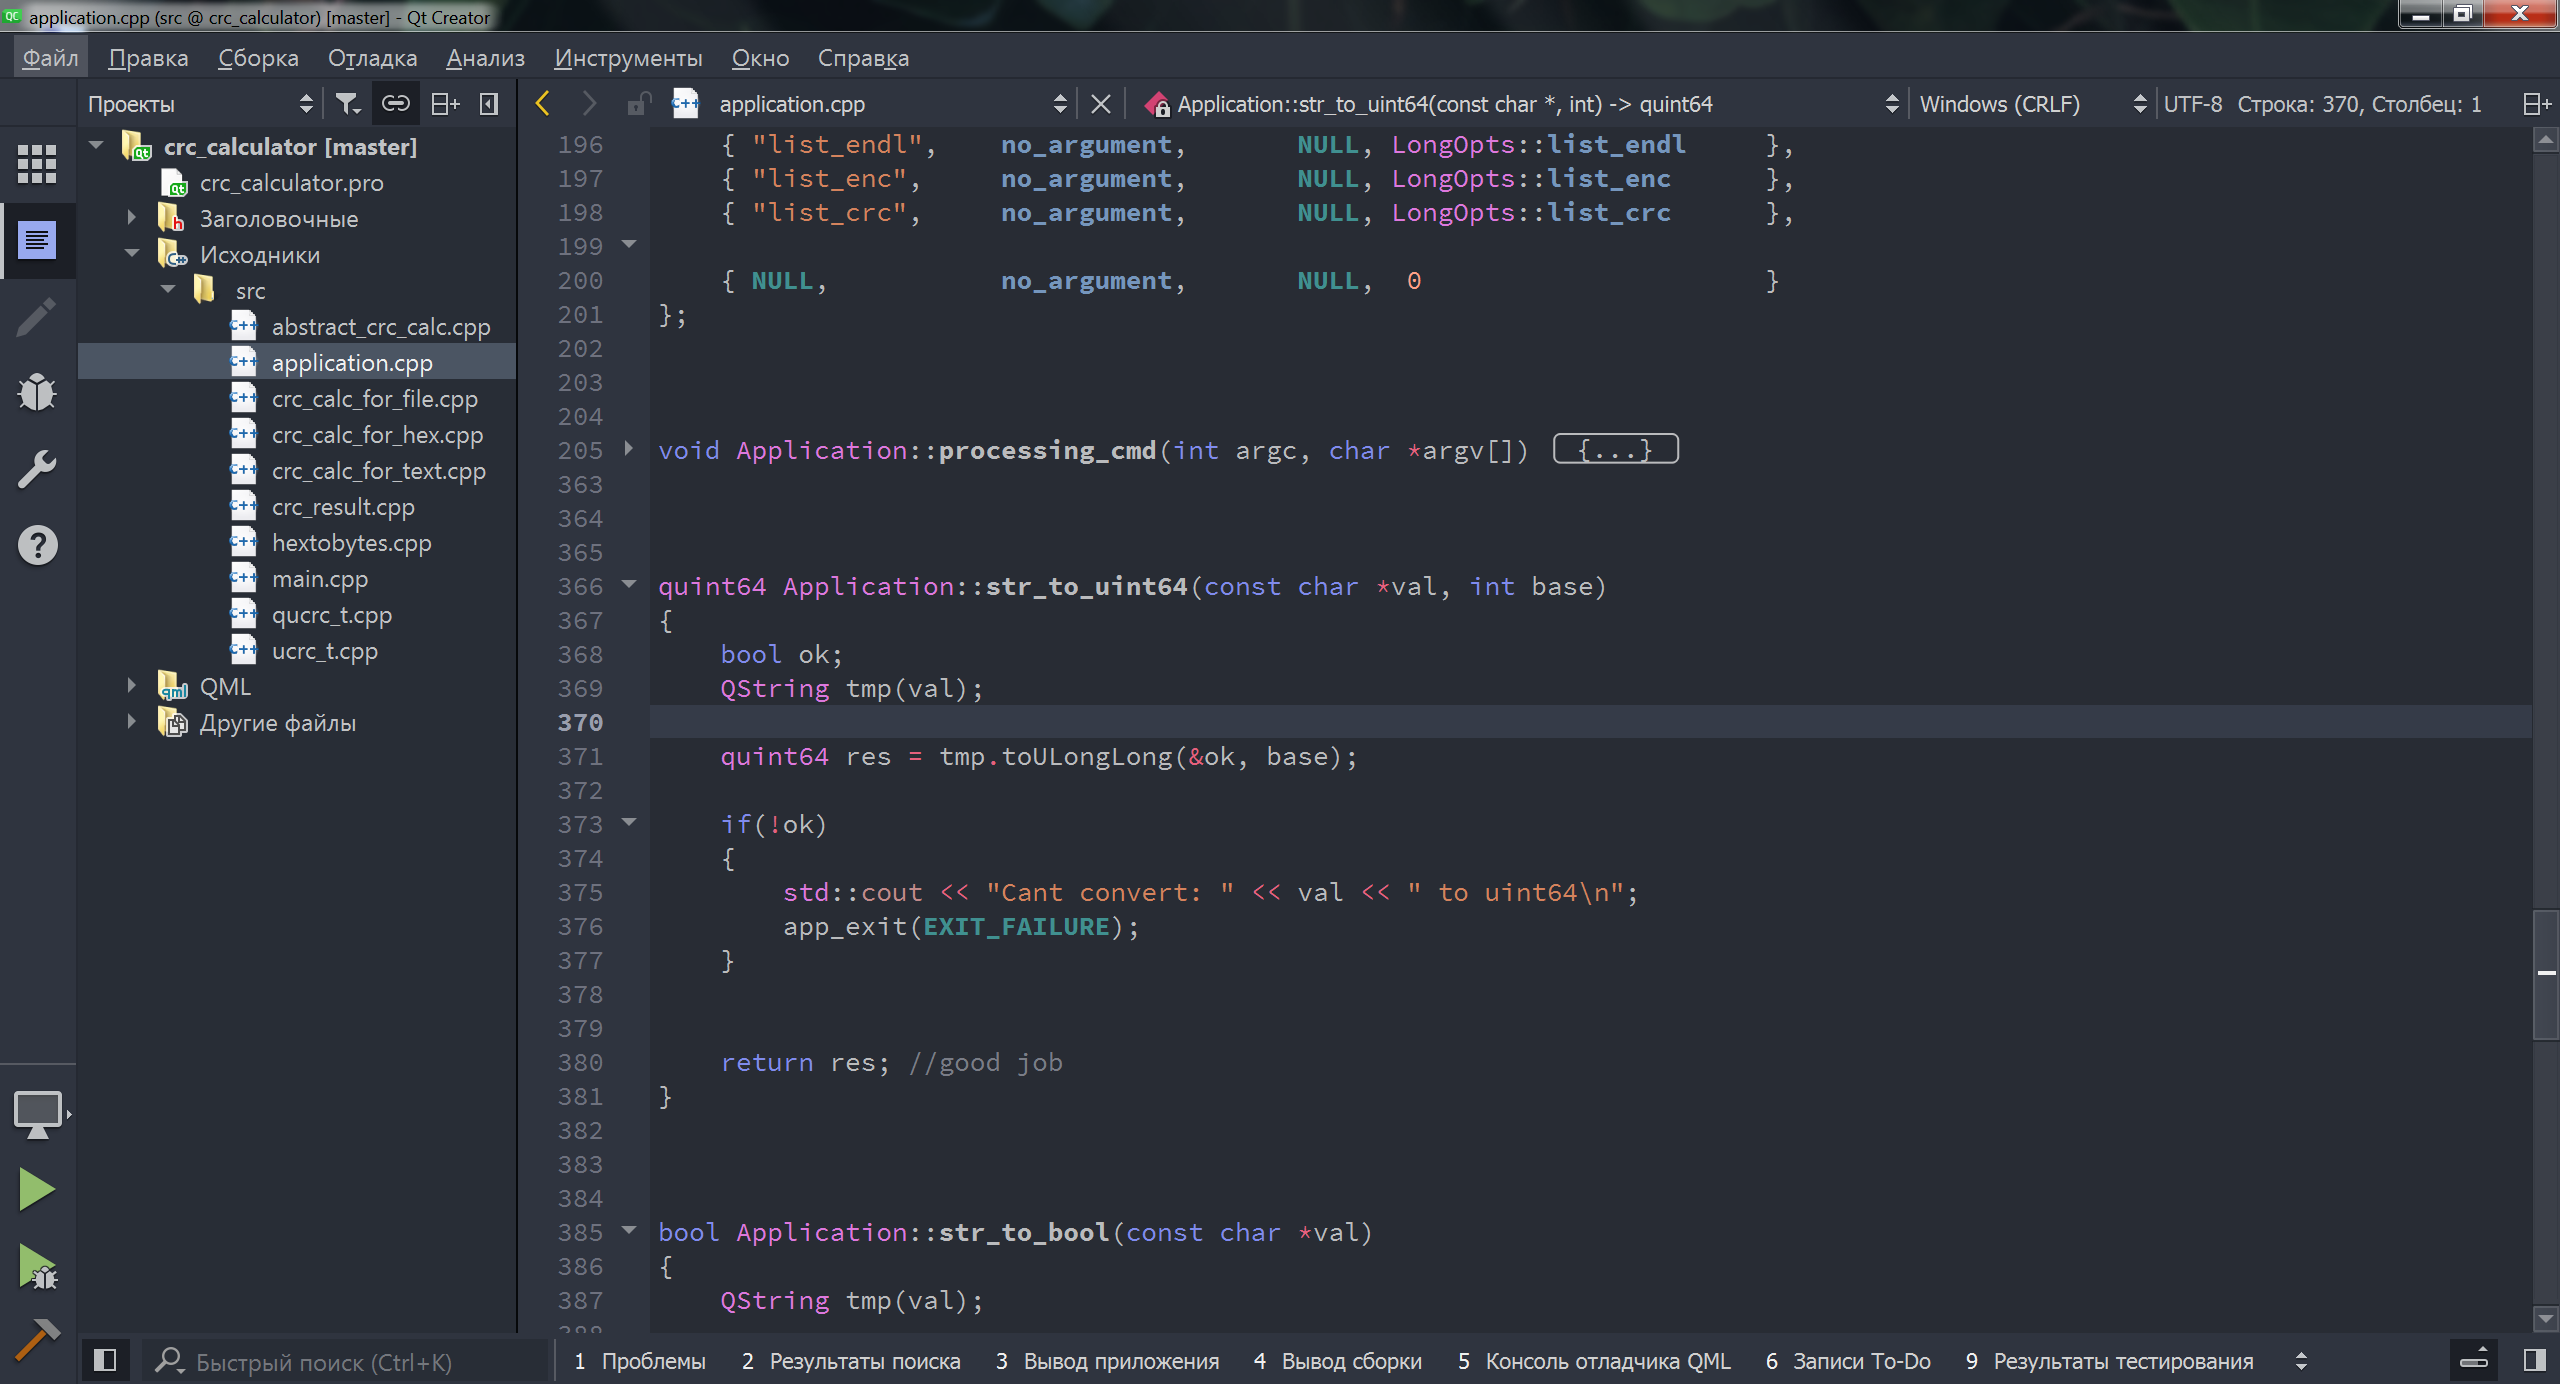 application.cpp (src @ crc_calculator) [master] - Qt Creator
Файл Правка Сборка Отладка Анализ Инструменты Окно Справка
Проекты
application.cpp
Application::str_to_uint64(const char *, int) -> quint64
Windows (CRLF)
UTF-8 Строка: 370, Столбец: 1
crc_calculator [master]
crc_calculator.pro
Заголовочные
Исходники
src
abstract_crc_calc.cpp
application.cpp
crc_calc_for_file.cpp
crc_calc_for_hex.cpp
crc_calc_for_text.cpp
crc_result.cpp
hextobytes.cpp
main.cpp
qucrc_t.cpp
ucrc_t.cpp
QML
Другие файлы
196 { "list_endl", no_argument, NULL, LongOpts::list_endl },
197 { "list_enc", no_argument, NULL, LongOpts::list_enc },
198 { "list_crc", no_argument, NULL, LongOpts::list_crc },
199
200 { NULL, no_argument, NULL, 0 }
201 };
202
203
204
205 void Application::processing_cmd(int argc, char *argv[]) {...}
363
364
365
366 quint64 Application::str_to_uint64(const char *val, int base)
367 {
368 bool ok;
369 QString tmp(val);
370
371 quint64 res = tmp.toULongLong(&ok, base);
372
373 if(!ok)
374 {
375 std::cout << "Cant convert: " << val << " to uint64\n";
376 app_exit(EXIT_FAILURE);
377 }
378
379
380 return res; //good job
381 }
382
383
384
385 bool Application::str_to_bool(const char *val)
386 {
387 QString tmp(val);
388
Быстрый поиск (Ctrl+K)
1 Проблемы 2 Результаты поиска 3 Вывод приложения 4 Вывод сборки 5 Консоль отладчика QML 6 Записи To-Do 9 Результаты тестирования